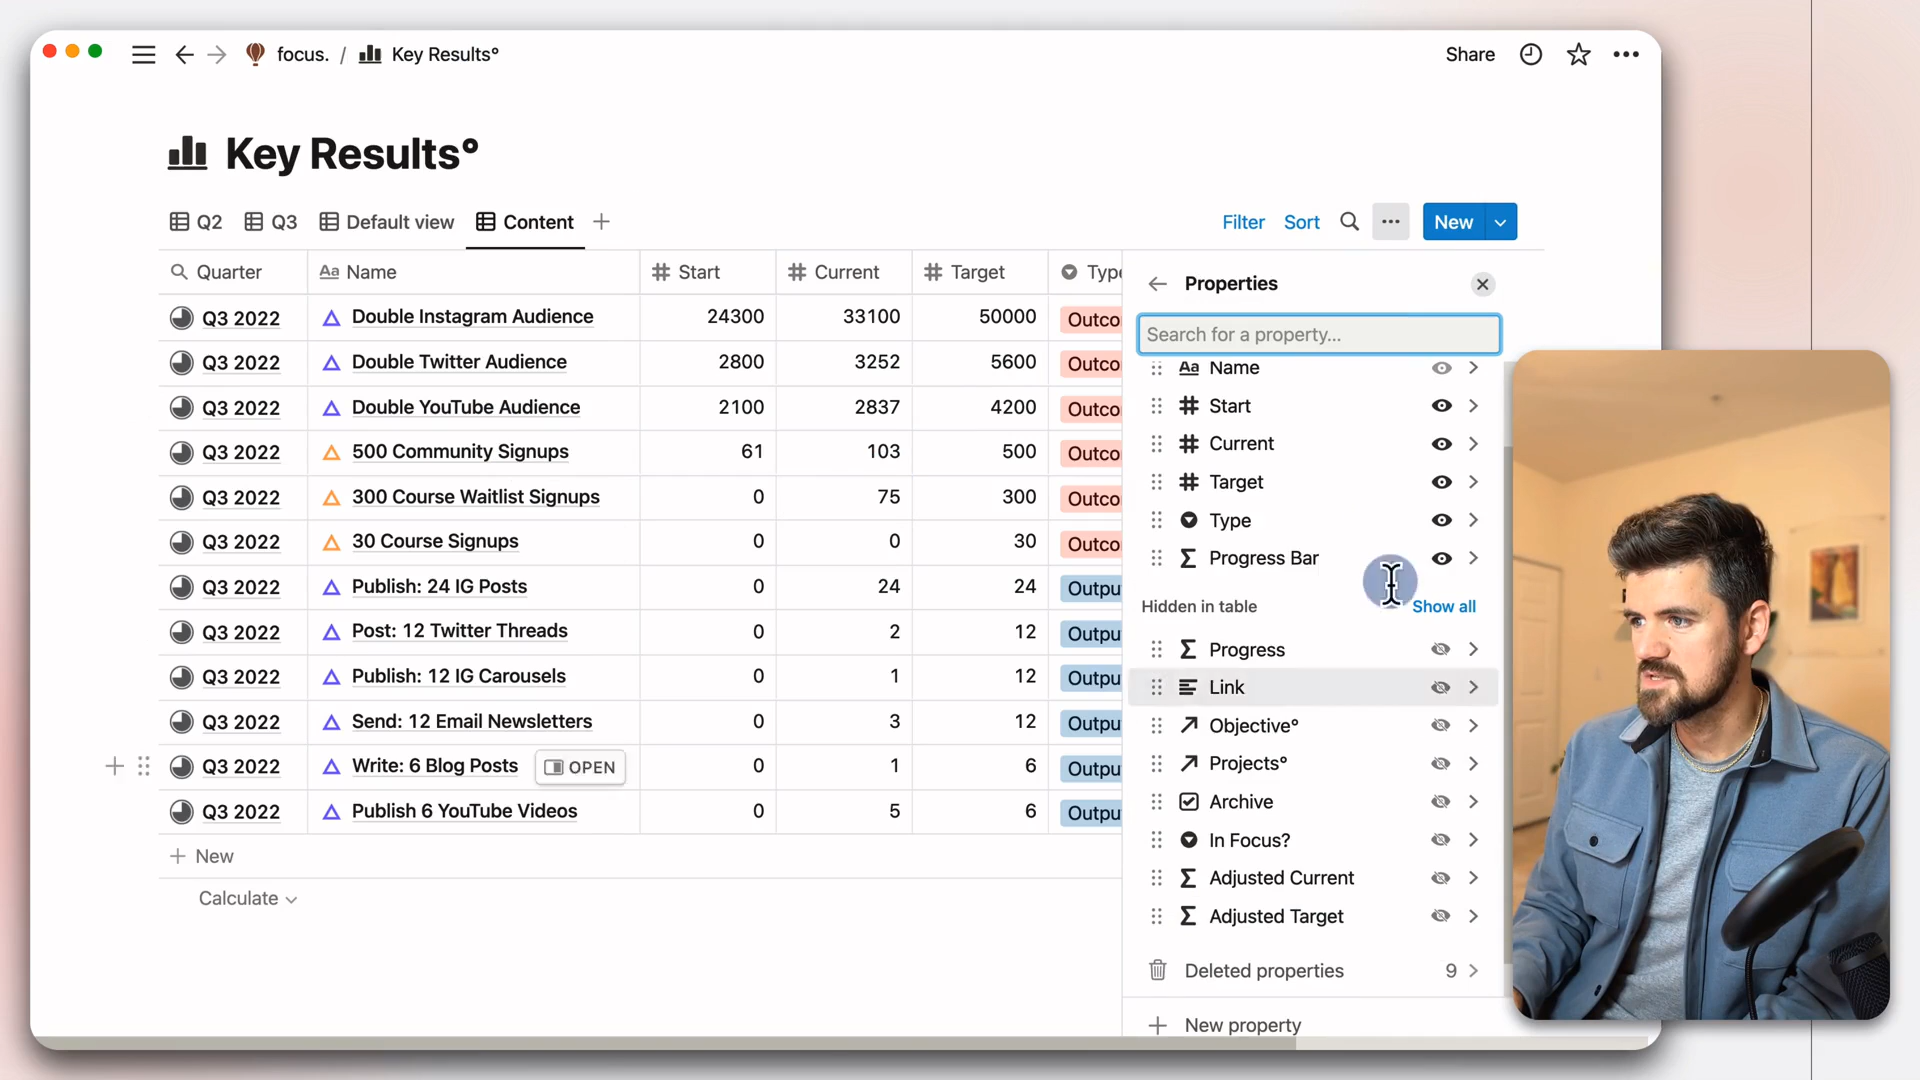 focus. / Key Results°
Share
Key Results°
Q2 Q3 Default view Content
Filter Sort New
Quarter Aa Name Start Current Target Type
Q3 2022 Double Instagram Audience 24300 33100 50000 Outco
Q3 2022 Double Twitter Audience 2800 3252 5600 Outco
Q3 2022 Double YouTube Audience 2100 2837 4200 Outco
Q3 2022 500 Community Signups 61 103 500 Outco
Q3 2022 300 Course Waitlist Signups 0 75 300 Outco
Q3 2022 30 Course Signups 0 0 30 Outco
Q3 2022 Publish: 24 IG Posts 0 24 24 Outpu
Q3 2022 Post: 12 Twitter Threads 0 2 12 Outpu
Q3 2022 Publish: 12 IG Carousels 0 1 12 Outpu
Q3 2022 Send: 12 Email Newsletters 0 3 12 Outpu
Q3 2022 Write: 6 Blog Posts OPEN 0 1 6 Outpu
Q3 2022 Publish 6 YouTube Videos 0 5 6 Outpu
New
Calculate
Properties
Search for a property...
Aa Name
Start
Current
Target
Type
Progress Bar
Hidden in table Show all
Progress
Link
Objective°
Projects°
Archive
In Focus?
Adjusted Current
Adjusted Target
Deleted properties 9
New property